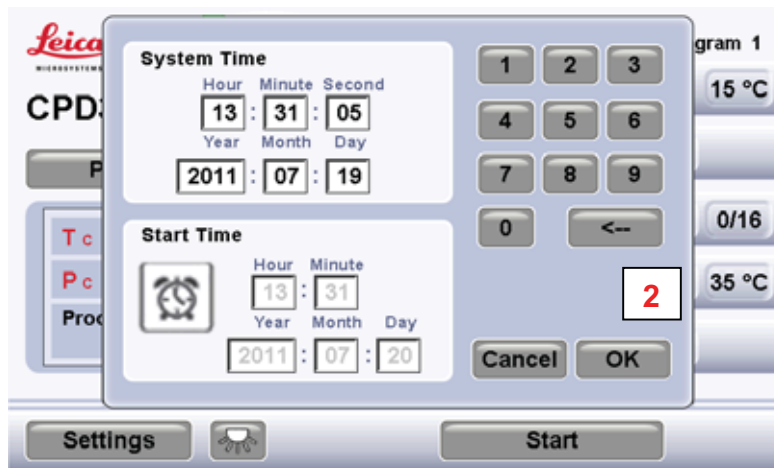 Leica
MICROSYSTEMS
CPD3
gram 1
15 °C
P
System Time
Hour Minute Second
13 : 31 : 05
Year Month Day
2011 : 07 : 19
1 2 3
4 5 6
7 8 9
0 <--
Start Time
Hour Minute
13 : 31
Year Month Day
2011 : 07 : 20
Tc
Pc
Proc
0/16
35 °C
2
Cancel OK
Settings
Start